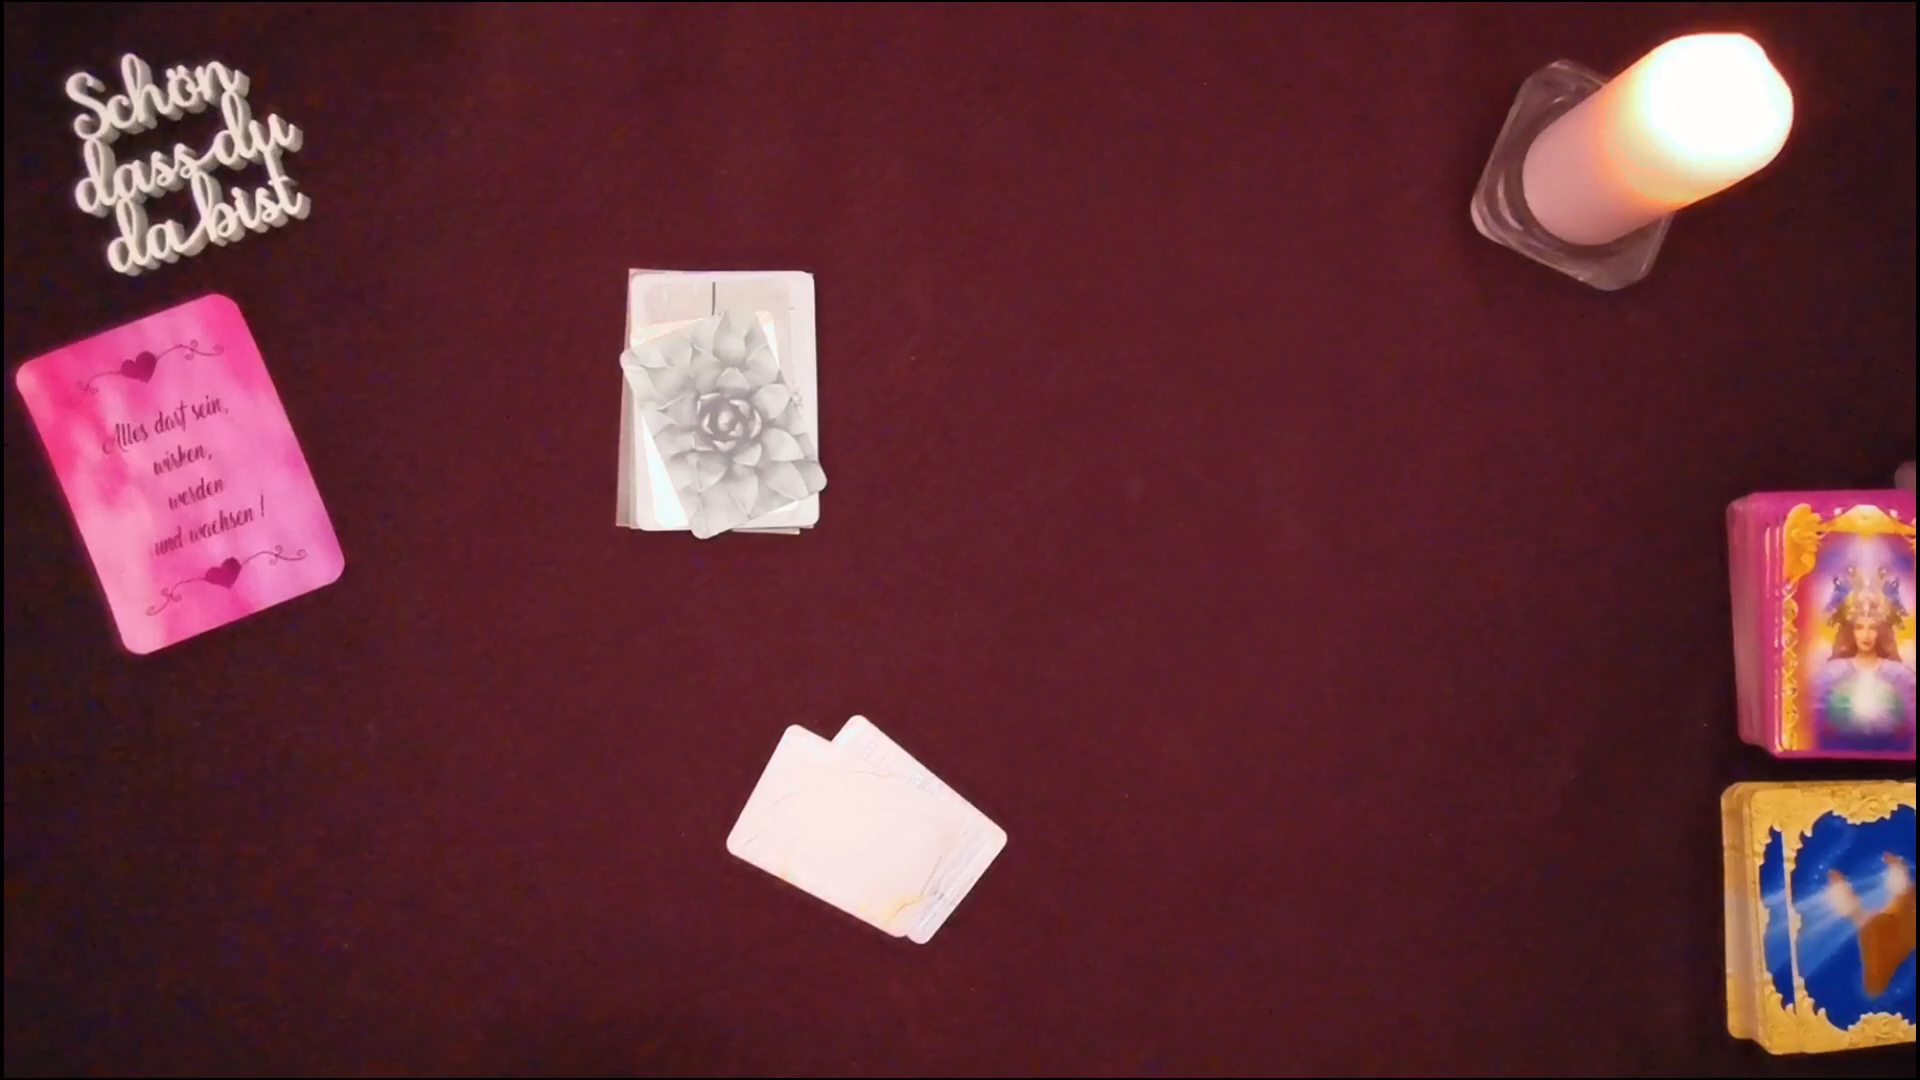 Schön
dass du
da bist
Alles darf sein,
wirken,
werden
und wachsen !